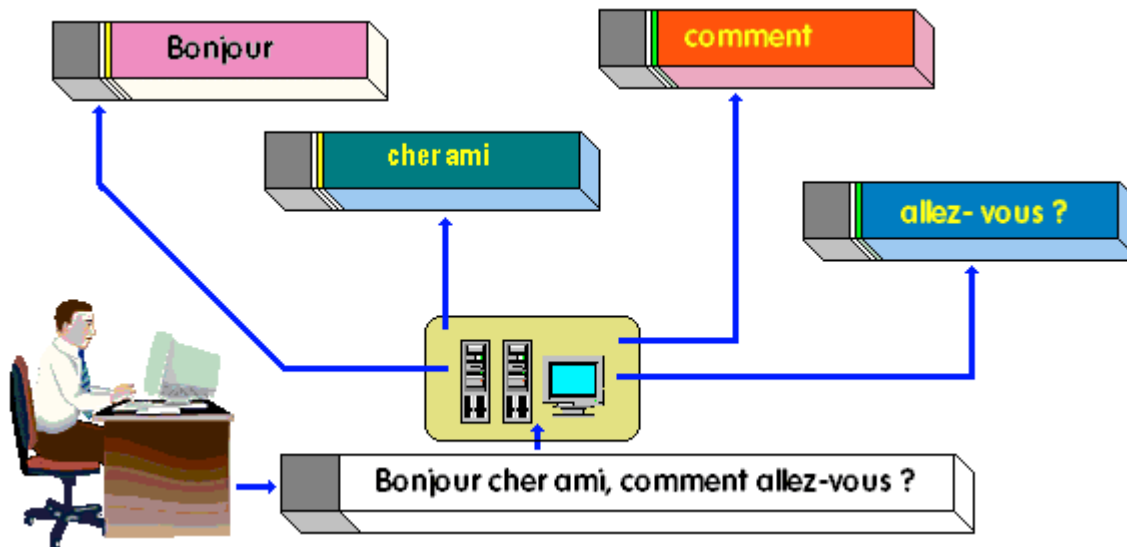 Bonjour
comment
cher ami
allez- vous ?
Bonjour cher ami, comment allez-vous ?